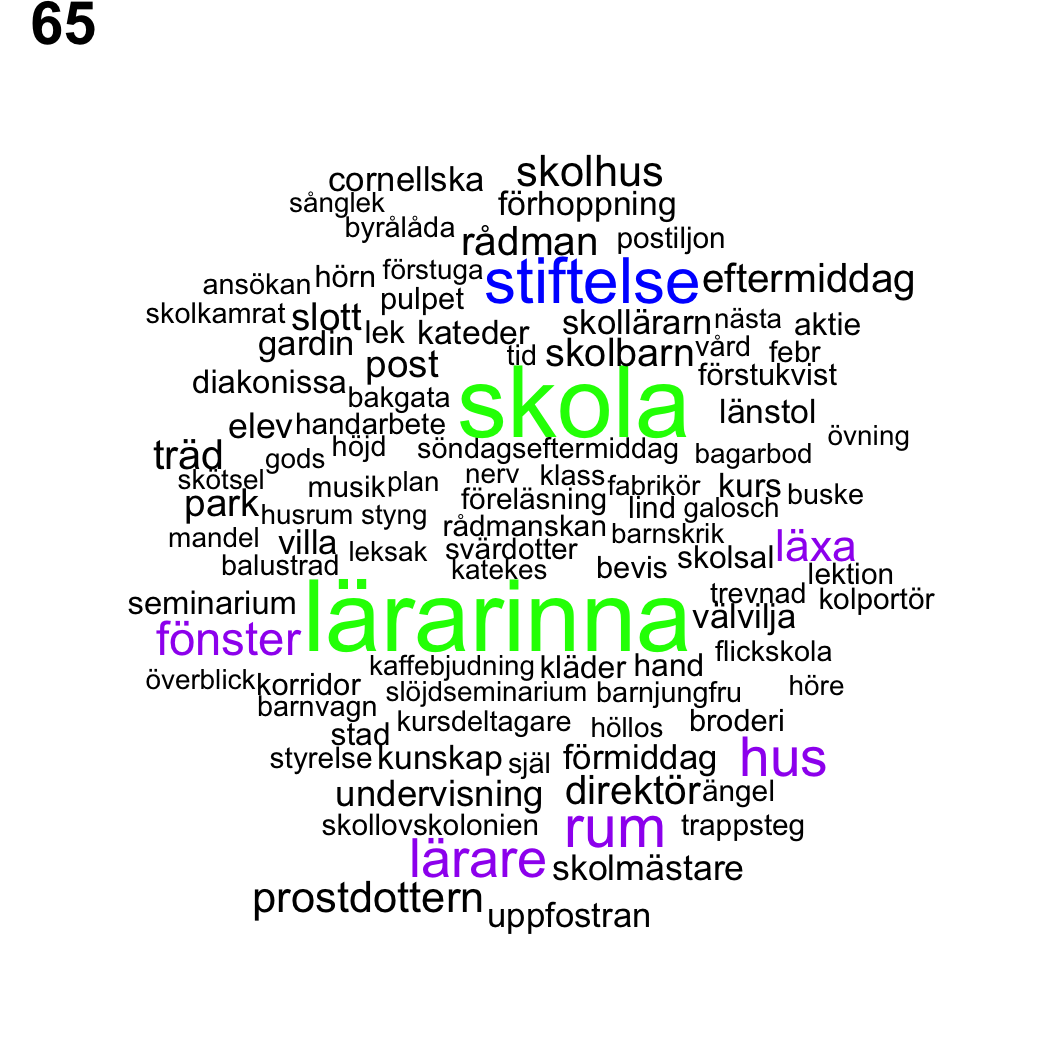 65
cornellska skolhus
sånglek förhoppning
byrålåda rådman postiljon
ansökan hörn förstuga stiftelse eftermiddag
skolkamrat slott pulpet skollärarn nästa aktie
gardin lek kateder tid skolbarn vård febr
diakonissa post skola förstukvist
bakgata länstol
elev handarbete övning
träd gods höjd söndagseftermiddag bagarbod
skötsel musik plan nerv klass fabrikör kurs buske
park husrum styng föreläsning lind galosch
mandel villa leksak rådmanskan barnskrik läxa
balustrad svärdotter katekes bevis skolsal lektion
seminarium lärarinna trevnad kolportör
fönster välvilja
överblick kaffebjudning kläder hand flickskola
korridor slöjdseminarium barnjungfru höre
barnvagn kursdeltagare höllos broderi
stad
styrelse kunskap själ förmiddag hus
undervisning direktör ängel
skollovskolonien rum trappsteg
lärare skolmästare
prostdottern uppfostran